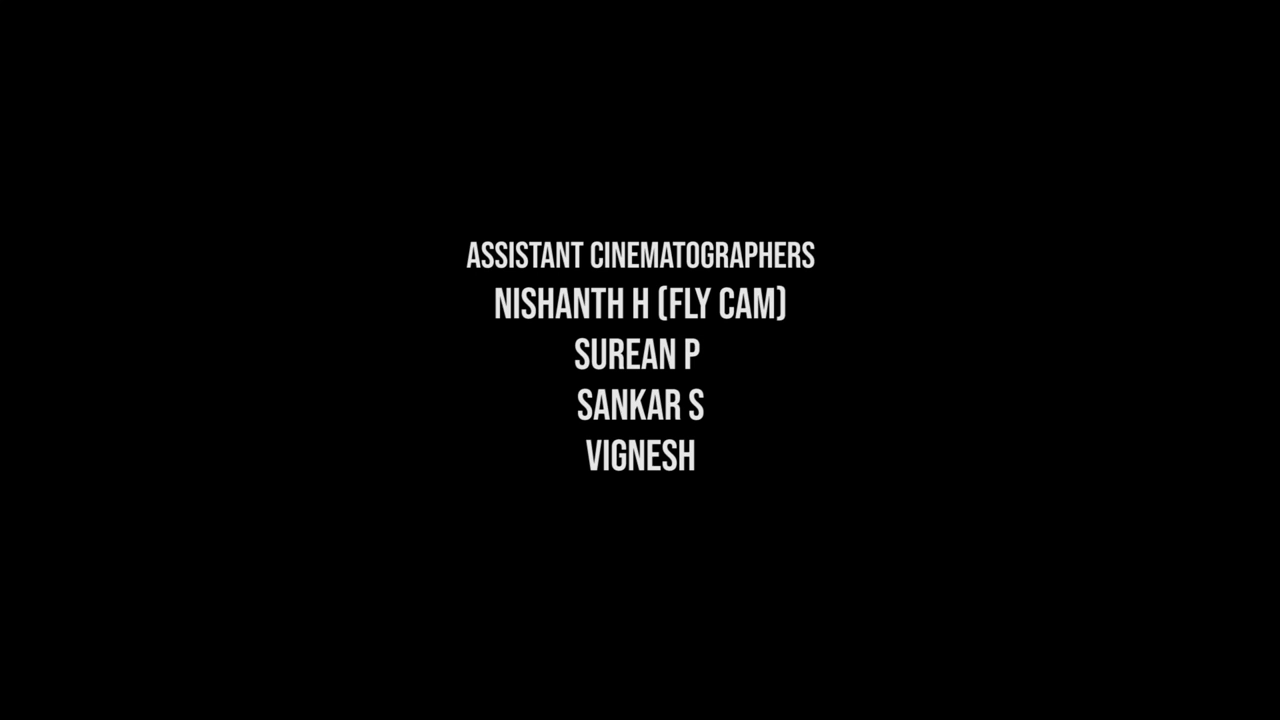 ASSISTANT CINEMATOGRAPHERS
NISHANTH H (FLY CAM)
SUREAN P
SANKAR S
VIGNESH